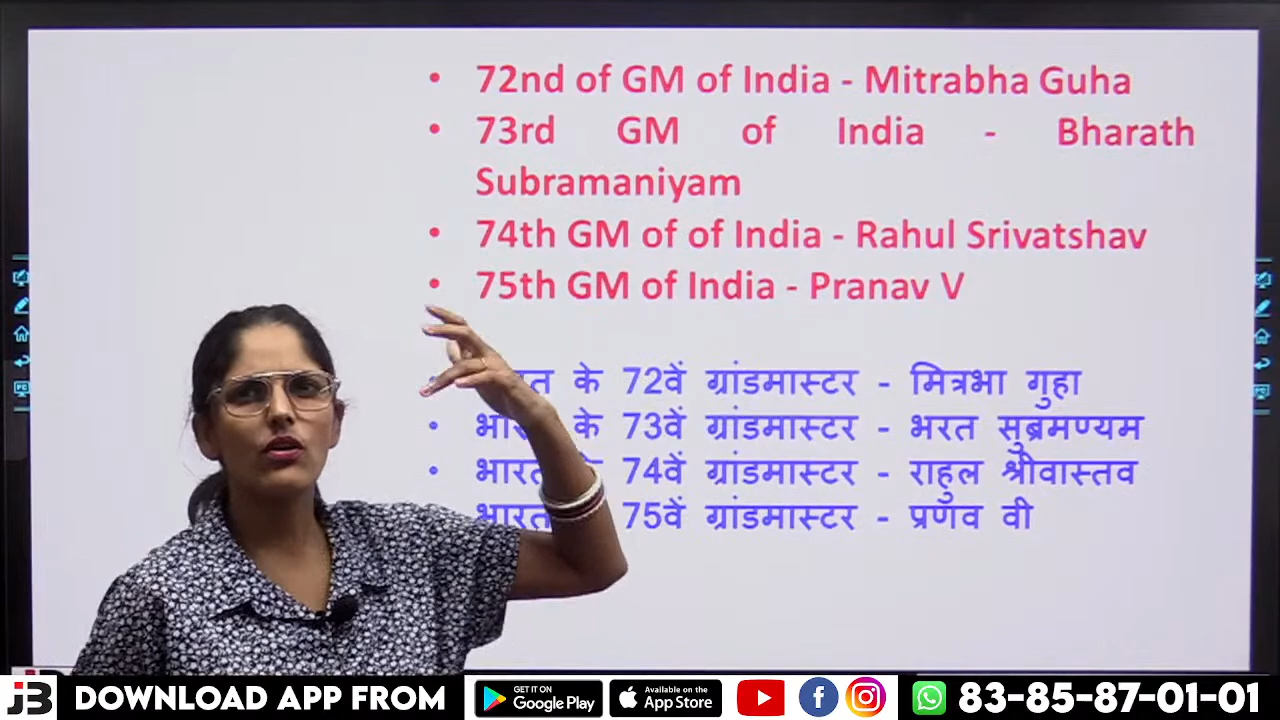 • 72nd of GM of India - Mitrabha Guha
• 73rd GM of India - Bharath
Subramaniyam
• 74th GM of of India - Rahul Srivatshav
• 75th GM of India - Pranav V
के 72वें ग्रांडमास्टर - मित्रभा गुहा
• के 73वें ग्रांडमास्टर - भरत सुब्रमण्यम
• भारत 74वें ग्रांडमास्टर - राहुल श्रीवास्तव
• भारत 75वें ग्रांडमास्टर - प्रणव वी
JB DOWNLOAD APP FROM GET IT ON Google Play Available on the App Store 83-85-87-01-01